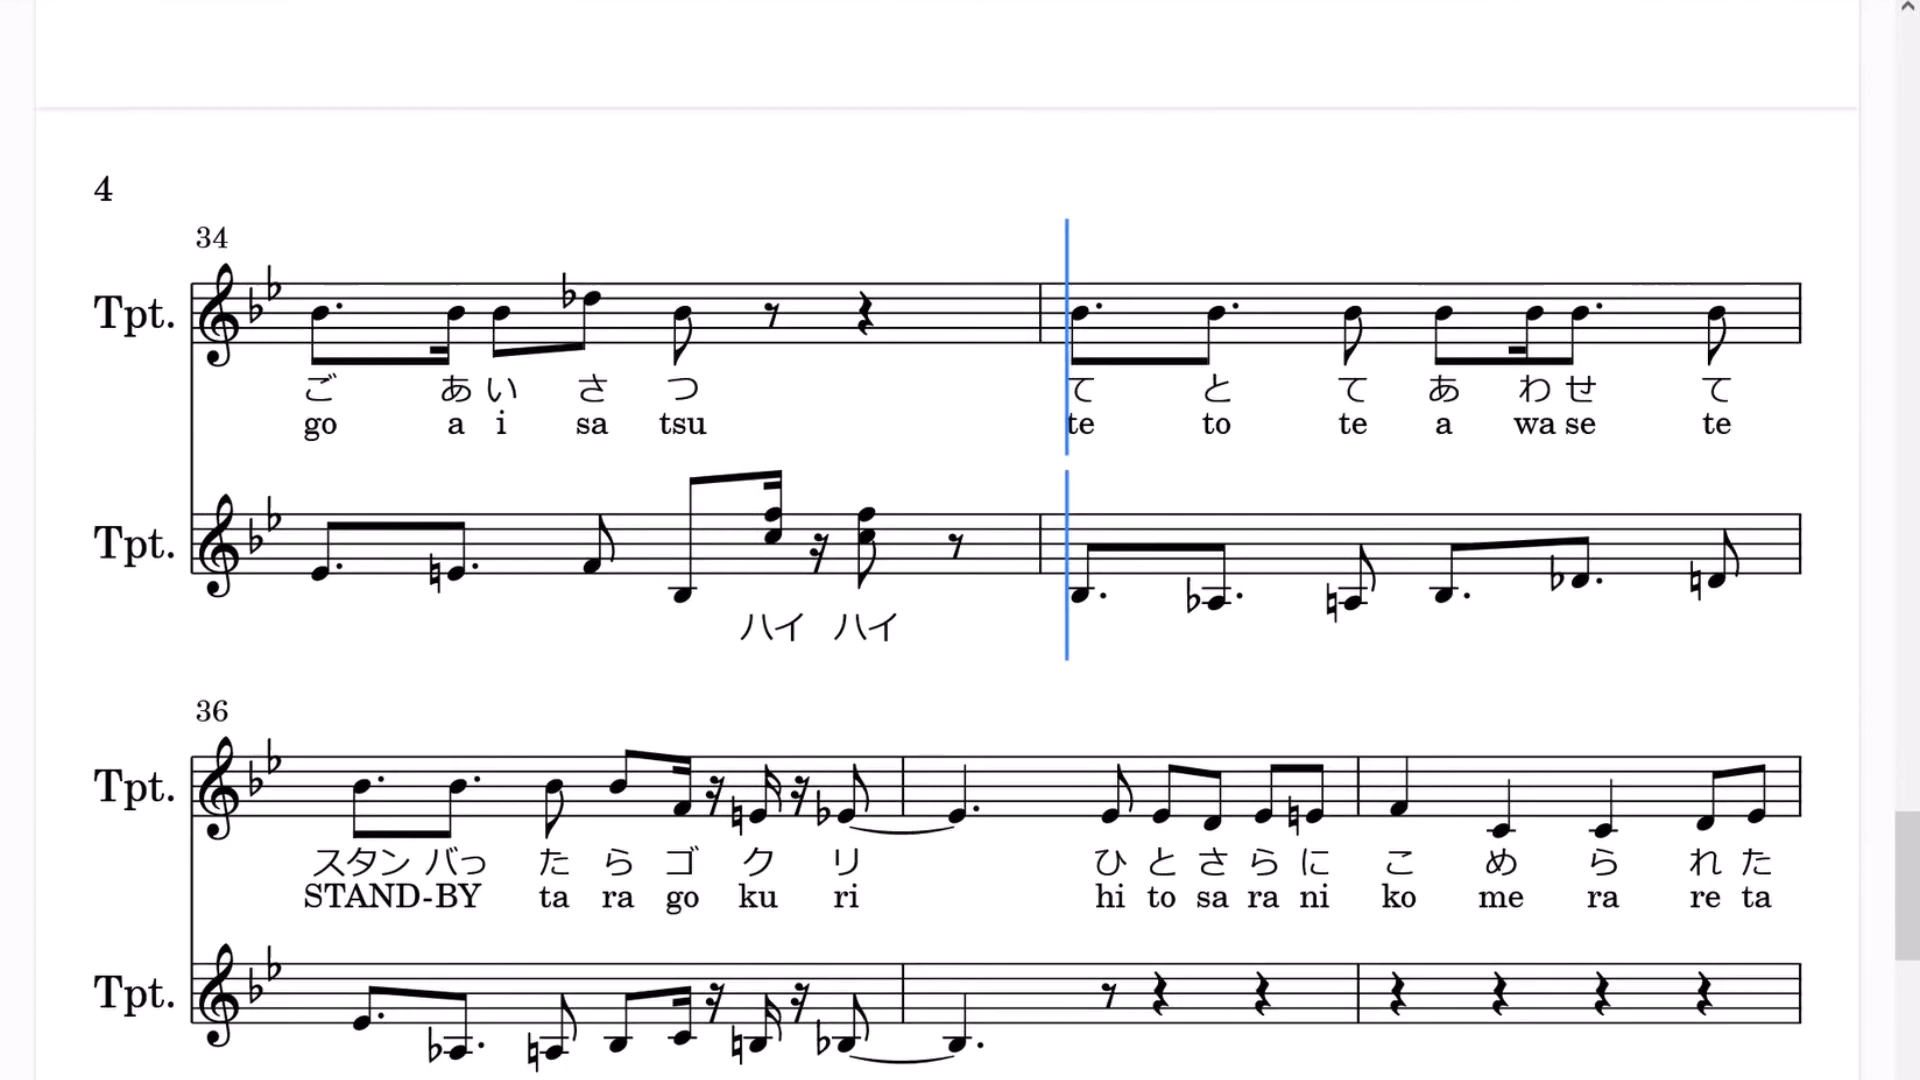 4
34
Tpt.
ご あ い さ つ て と て あ わ せ て
go a i sa tsu te to te a wa se te
Tpt.
ハイ ハイ
36
Tpt.
スタン バっ た ら ゴ ク リ ひ と さ ら に こ め ら れ た
STAND-BY ta ra go ku ri hi to sa ra ni ko me ra re ta
Tpt.